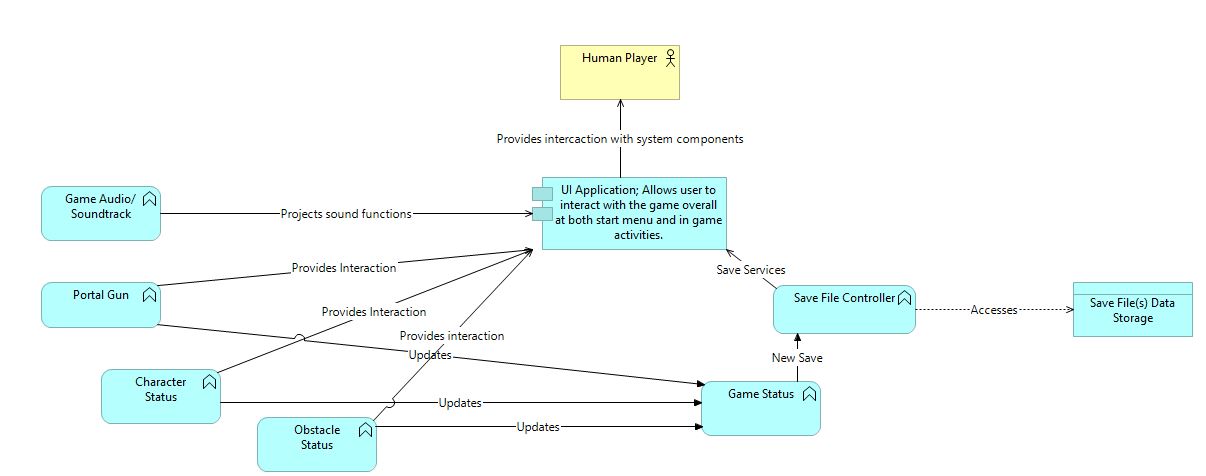 Human Player
Provides intercaction with system components
UI Application; Allows user to
interact with the game overall
at both start menu and in game
activities.
Game Audio/
Soundtrack
Projects sound functions
Provides Interaction
Save Services
Portal Gun
Save File Controller
Accesses
Save File(s) Data
Storage
Provides Interaction
Provides interaction
Updates
New Save
Character
Status
Updates
Game Status
Obstacle
Status
Updates